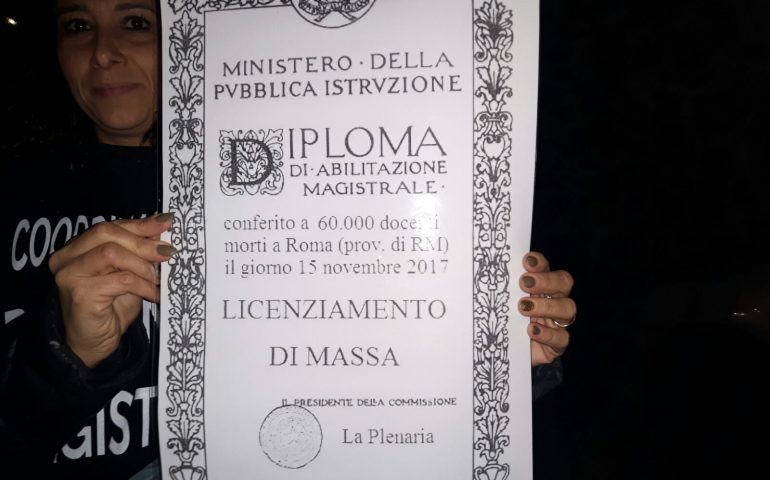 MINISTERO · DELLA
PVBBLICA ISTRVZIONE
DIPLOMA
DI · ABILITAZIONE
MAGISTRALE ·
conferito a 60.000 docenti
morti a Roma (prov. di RM)
il giorno 15 novembre 2017
LICENZIAMENTO
DI MASSA
IL PRESIDENTE DELLA COMMISSIONE
La Plenaria